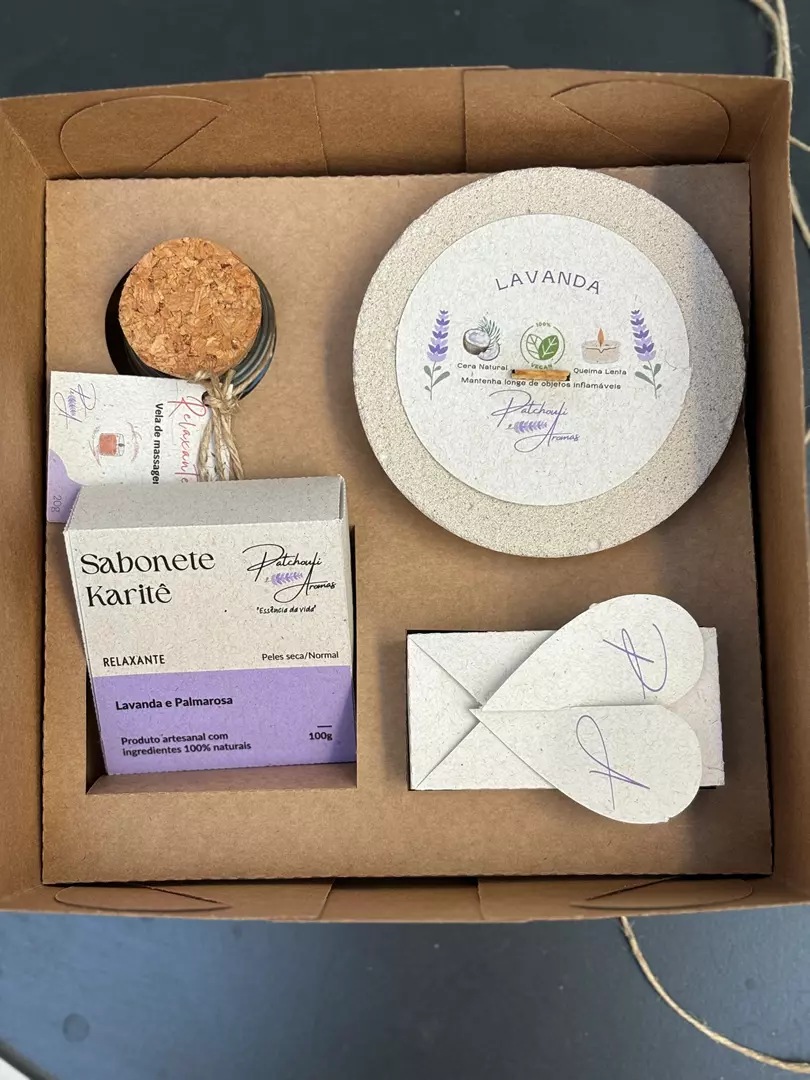 LAVANDA
100%
VEGAN
Cera Natural
Queima Lenta
Mantenha longe de objetos inflamáveis
Patchouli
Aromas
Relaxante
Vela de massagem
20g
Sabonete
Karitê
Patchouli
Aromas
"Essência da vida"
RELAXANTE
Peles seca/Normal
Lavanda e Palmarosa
Produto artesanal com
ingredientes 100% naturais
100g
P
A